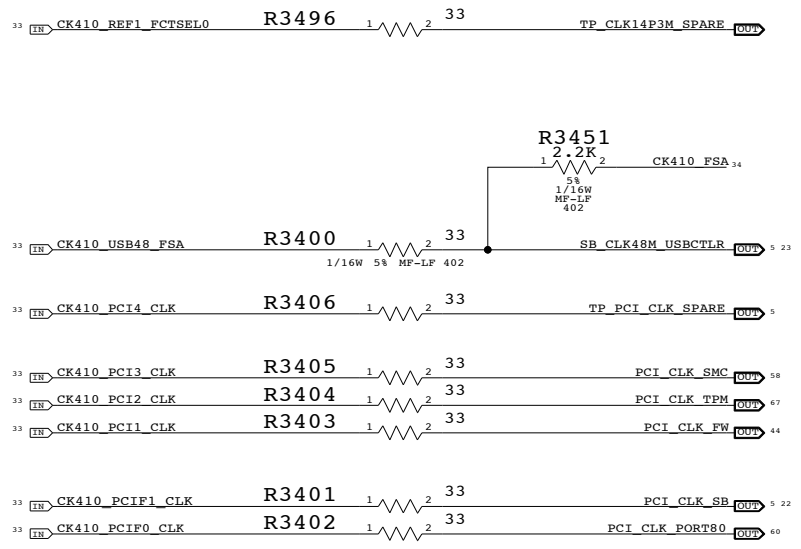 33 IN CK410_REF1_FCTSEL0 R3496 1 2 33 TP_CLK14P3M_SPARE OUT
R3451
2.2K
1 2 CK410_FSA 34
5%
1/16W
MF-LF
402
33 IN CK410_USB48_FSA R3400 1 2 33 SB_CLK48M_USBCTLR OUT 5 23
1/16W 5% MF-LF 402
33 IN CK410_PCI4_CLK R3406 1 2 33 TP_PCI_CLK_SPARE OUT 5
33 IN CK410_PCI3_CLK R3405 1 2 33 PCI_CLK_SMC OUT 58
33 IN CK410_PCI2_CLK R3404 1 2 33 PCI_CLK_TPM OUT 67
33 IN CK410_PCI1_CLK R3403 1 2 33 PCI_CLK_FW OUT 44
33 IN CK410_PCIF1_CLK R3401 1 2 33 PCI_CLK_SB OUT 5 22
33 IN CK410_PCIF0_CLK R3402 1 2 33 PCI_CLK_PORT80 OUT 60